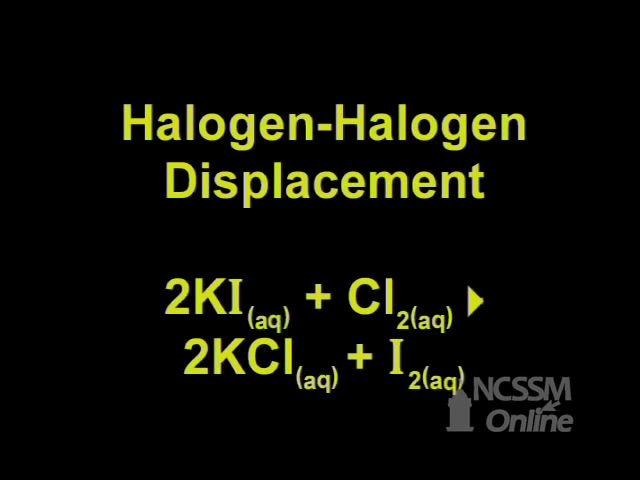 Halogen-Halogen
Displacement
2KI(aq) + Cl2(aq) ▶
2KCl(aq) + I2(aq)
NCSSM
Online